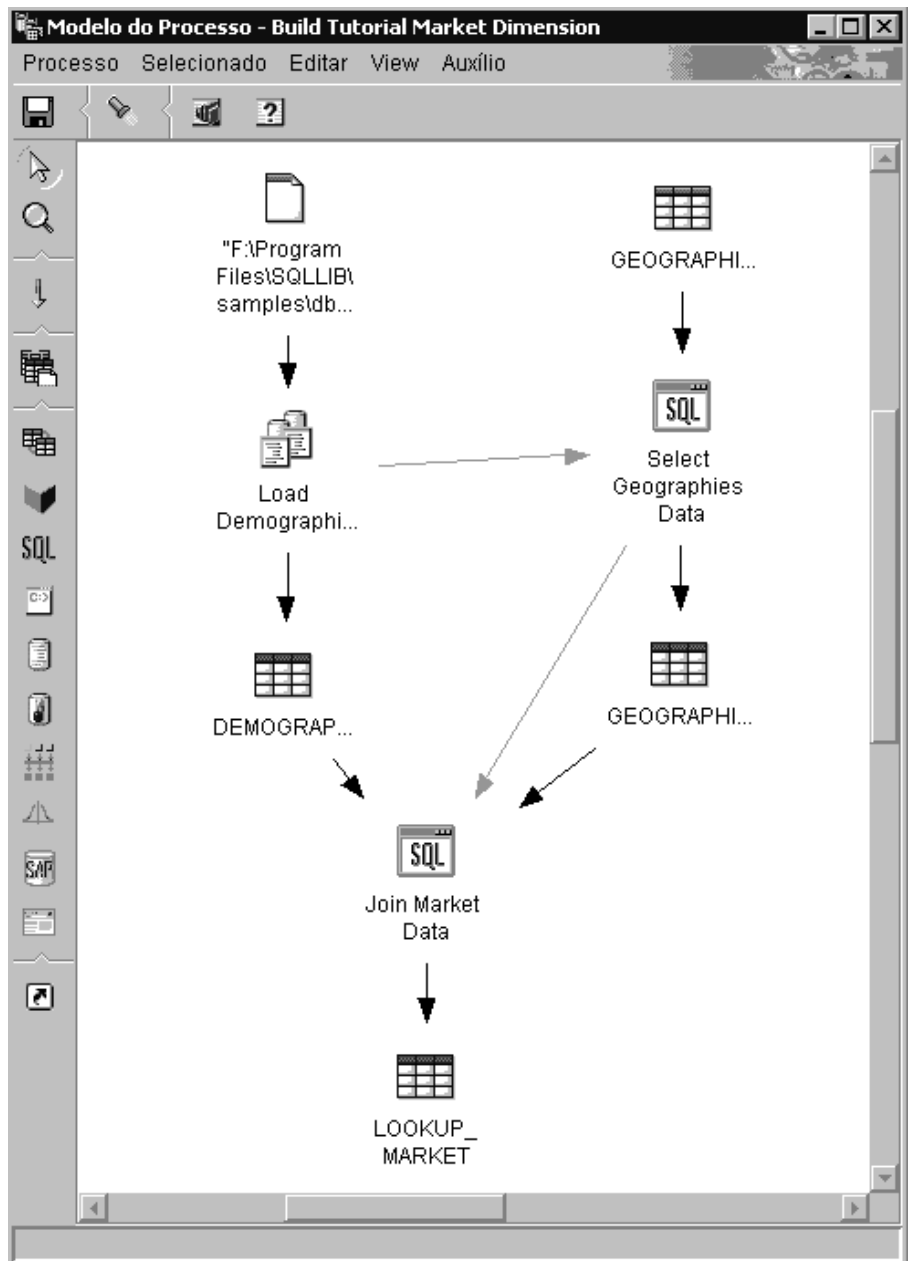 Modelo do Processo - Build Tutorial Market Dimension
Processo Selecionado Editar View Auxílio
"F:\Program
Files\SQLLIB\
samples\db...
GEOGRAPHI...
SQL
Select
Geographies
Data
Load
Demographi...
SQL
C:>
DEMOGRAP...
GEOGRAPHI...
SAP
SQL
Join Market
Data
LOOKUP_
MARKET